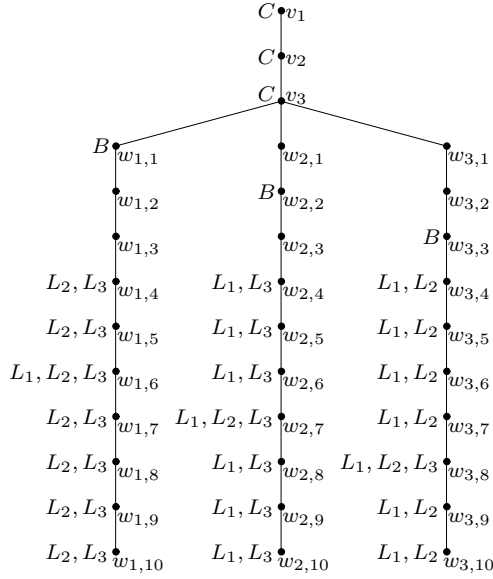 C v1
C v2
C v3
B w1,1 w2,1 w3,1
w1,2 B w2,2 w3,2
w1,3 w2,3 B w3,3
L2, L3 w1,4 L1, L3 w2,4 L1, L2 w3,4
L2, L3 w1,5 L1, L3 w2,5 L1, L2 w3,5
L1, L2, L3 w1,6 L1, L3 w2,6 L1, L2 w3,6
L2, L3 w1,7 L1, L2, L3 w2,7 L1, L2 w3,7
L2, L3 w1,8 L1, L3 w2,8 L1, L2, L3 w3,8
L2, L3 w1,9 L1, L3 w2,9 L1, L2 w3,9
L2, L3 w1,10 L1, L3 w2,10 L1, L2 w3,10